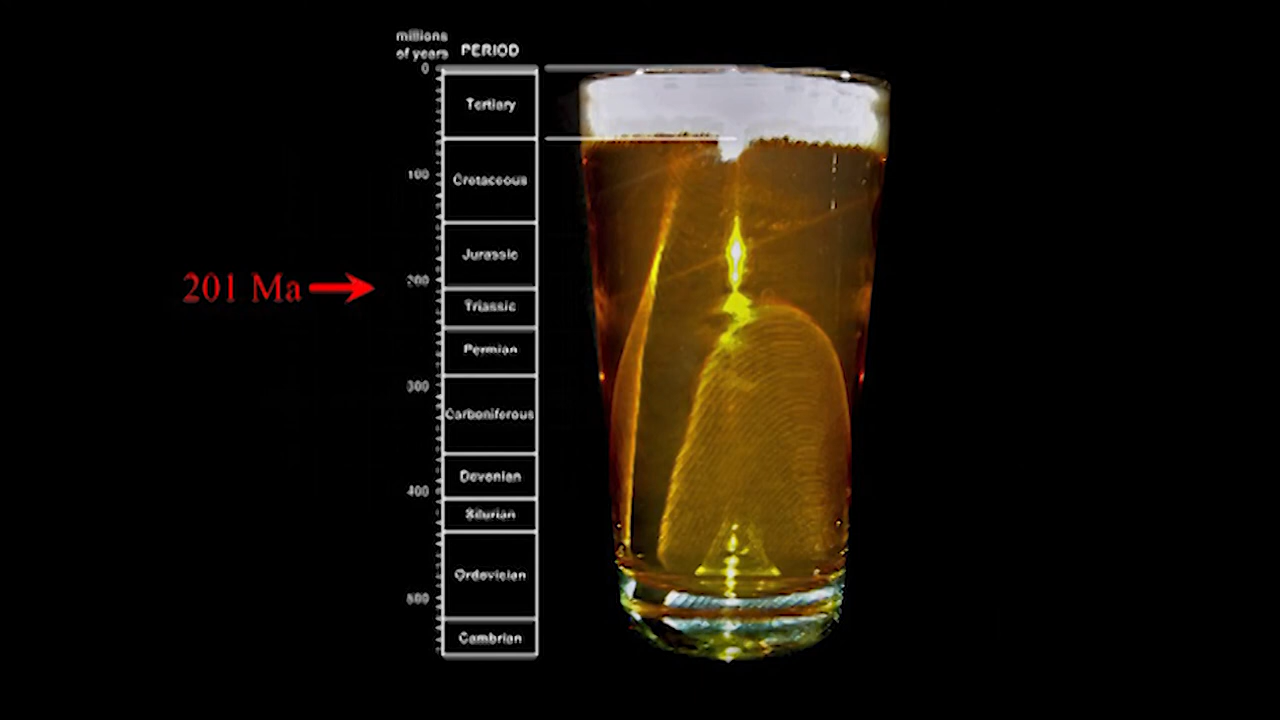 millions
of years PERIOD
0
Tertiary
100
Cretaceous
Jurassic
201 Ma
200
Triassic
Permian
300
Carboniferous
Devonian
400
Silurian
Ordovician
500
Cambrian